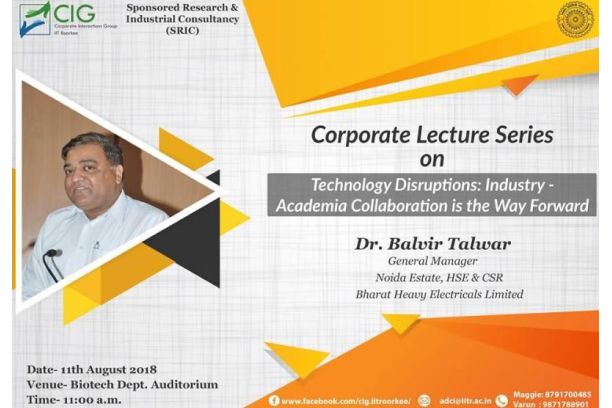 CIG
Corporate Interactions Group
IIT Roorkee
Sponsored Research &
Industrial Consultancy
(SRIC)
Corporate Lecture Series
on
Technology Disruptions: Industry -
Academia Collaboration is the Way Forward
Dr. Balvir Talwar
General Manager
Noida Estate, HSE & CSR
Bharat Heavy Electricals Limited
Date- 11th August 2018
Venue- Biotech Dept. Auditorium
Time- 11:00 a.m.
www.facebook.com/cig.iitroorkee/
adci@iitr.ac.in
Maggie: 8791700485
Varun : 9871788901